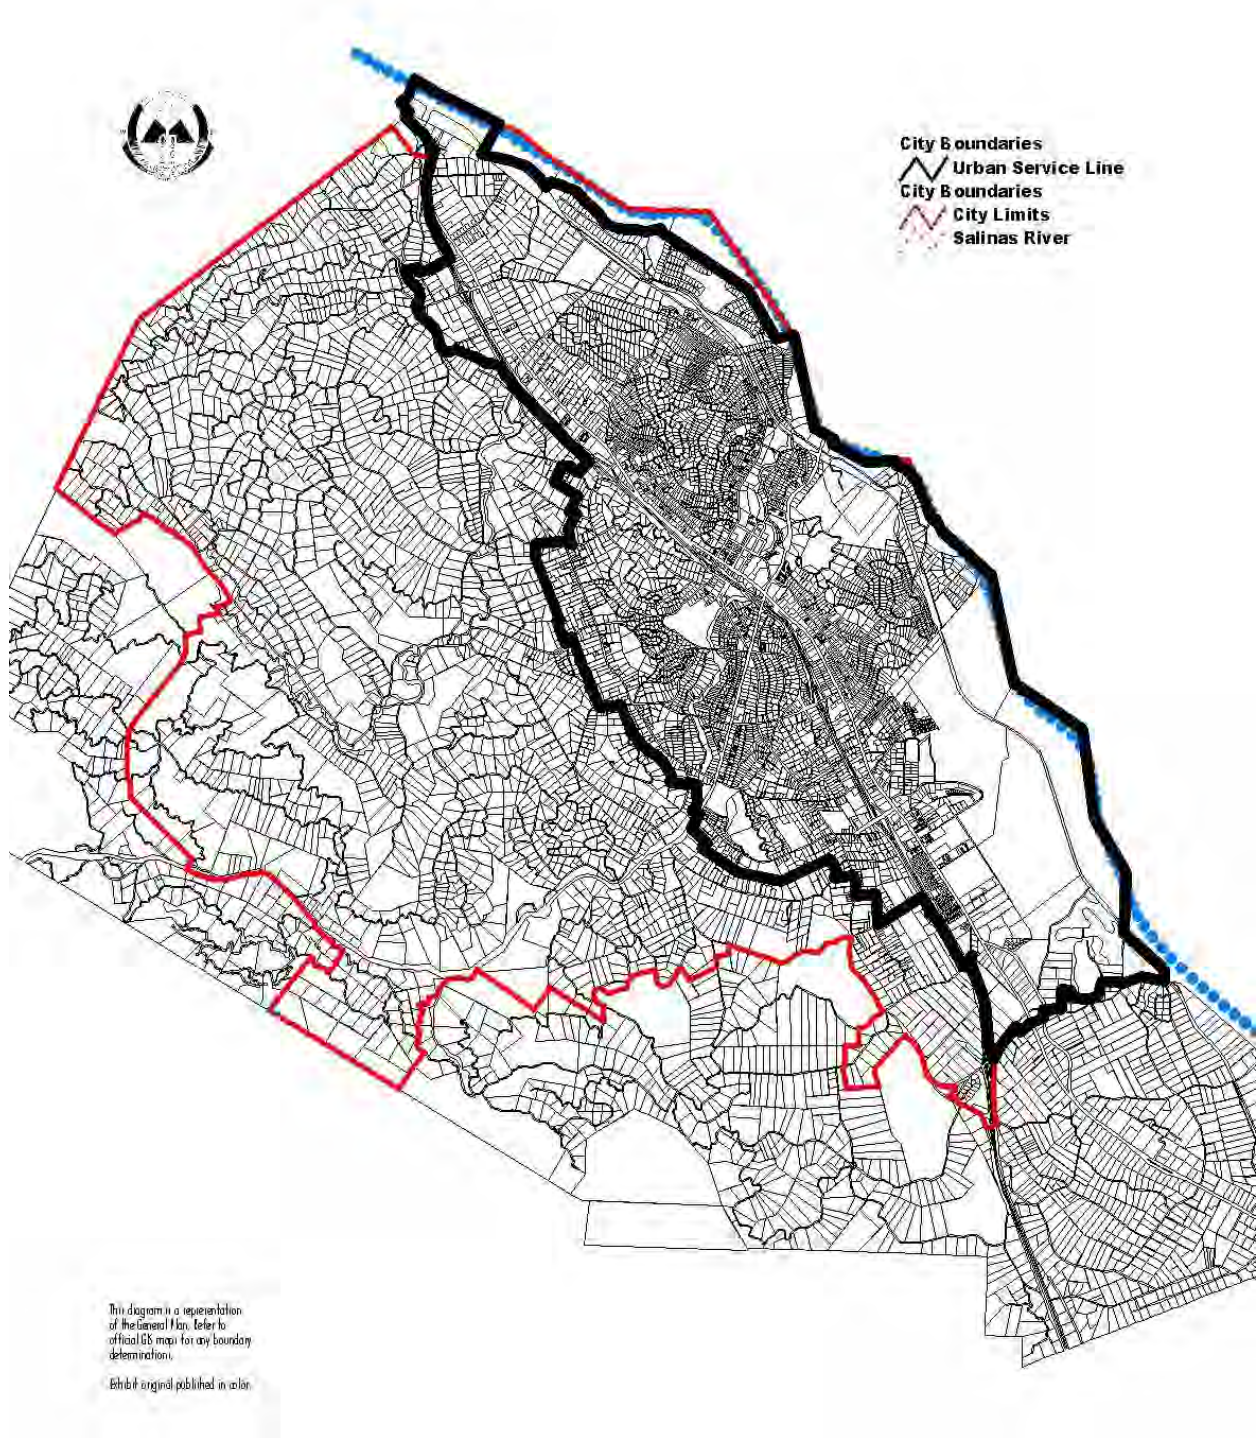 City Boundaries
Urban Service Line
City Boundaries
City Limits
Salinas River
This diagram is a representation
of the General Plan. Refer to
official GIS maps for any boundary
determinations.
Exhibit original published in color.